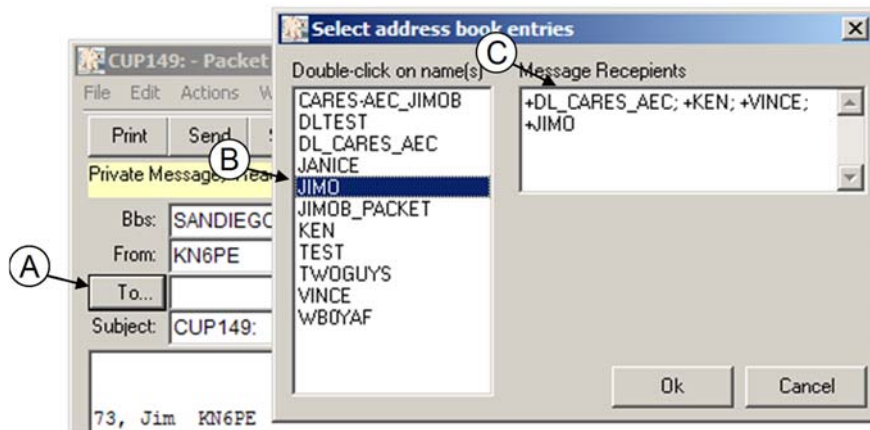 Select address book entries
CUP149: - Packet
File Edit Actions W
Print Send S
Private Message,
Bbs: SANDIEGO
From: KN6PE
To...
Subject: CUP149:
73, Jim KN6PE
Double-click on name(s)
CARES-AEC_JIMOB
DLTEST
DL_CARES_AEC
JANICE
JIMO
JIMOB_PACKET
KEN
TEST
TWOGUYS
VINCE
WB0YAF
Message Recepients
+DL_CARES_AEC; +KEN; +VINCE;
+JIMO
Ok Cancel
A
B
C